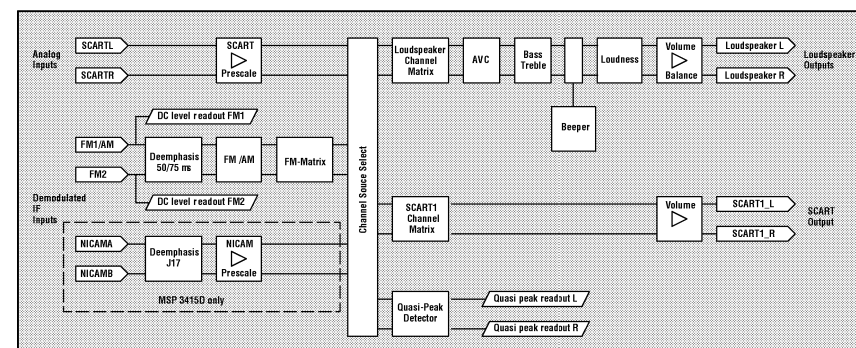 Analog
Inputs
SCARTL
SCARTR
SCART
Prescale
DC level readout FM1
FM1/AM
FM2
Deemphasis
50/75 ms
FM /AM
FM-Matrix
DC level readout FM2
Demodulated
IF
Inputs
NICAMA
NICAMB
Deemphasis
J17
NICAM
Prescale
MSP 3415D only
Channel Souce Select
Loudspeaker
Channel
Matrix
AVC
Bass
Treble
Beeper
Loudness
Volume
Balance
Loudspeaker L
Loudspeaker R
Loudspeaker
Outputs
SCART1
Channel
Matrix
Volume
SCART1_L
SCART1_R
SCART
Output
Quasi-Peak
Detector
Quasi peak readout L
Quasi peak readout R